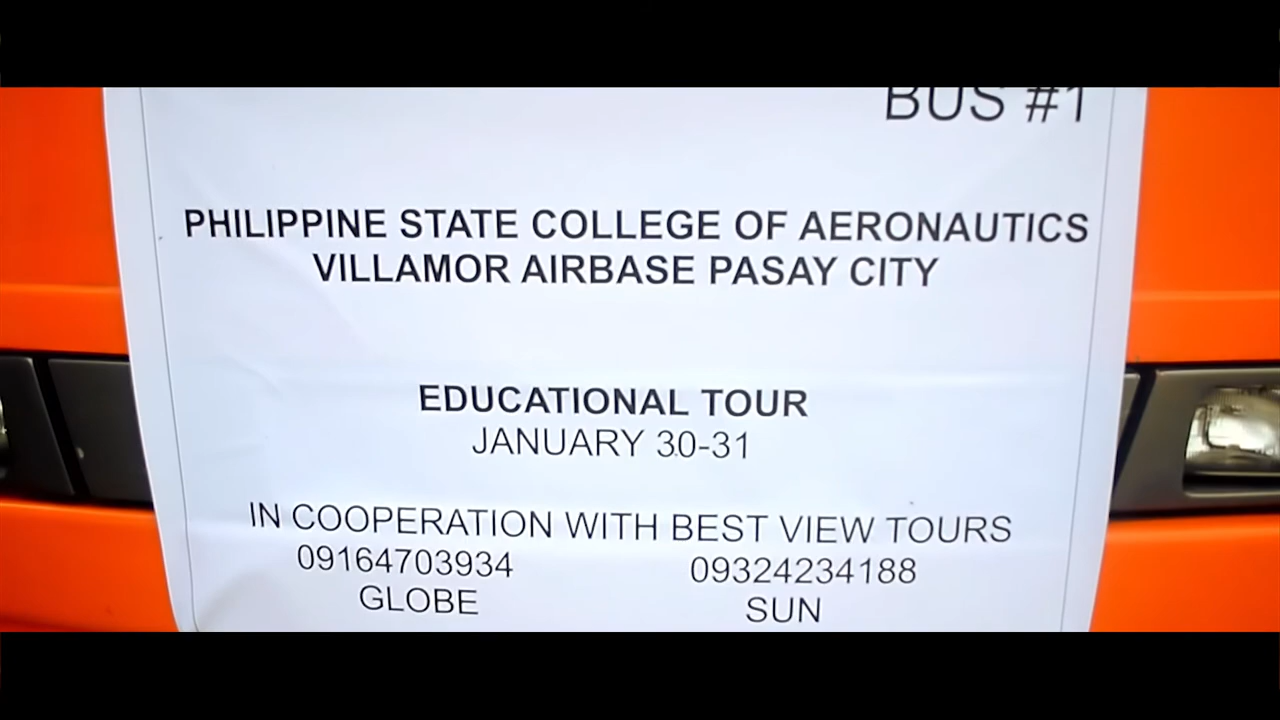 BUS #1
PHILIPPINE STATE COLLEGE OF AERONAUTICS
VILLAMOR AIRBASE PASAY CITY
EDUCATIONAL TOUR
JANUARY 30-31
IN COOPERATION WITH BEST VIEW TOURS
09164703934 09324234188
GLOBE SUN